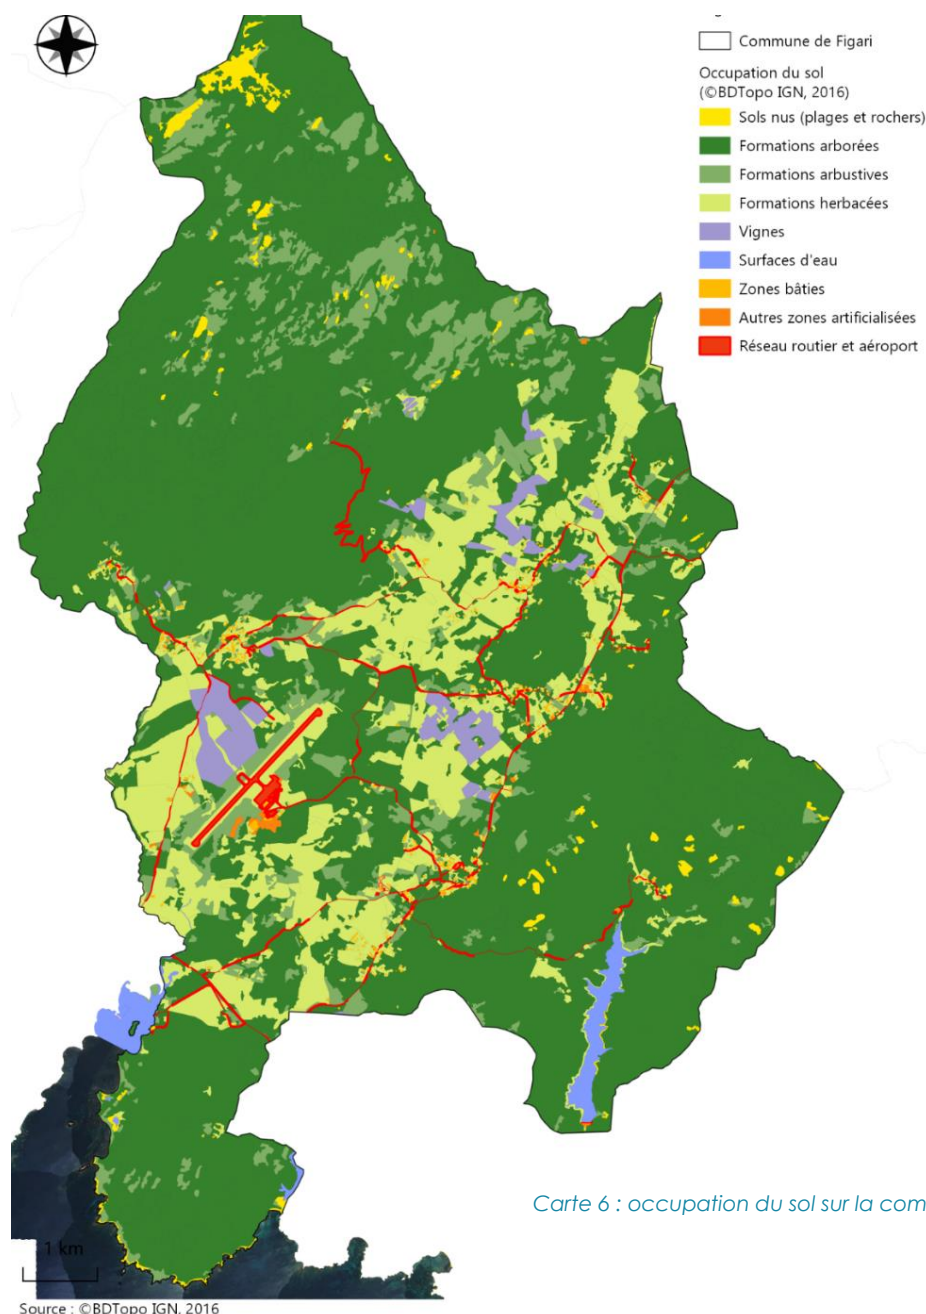 Commune de Figari
Occupation du sol
(©BDTopo IGN, 2016)
Sols nus (plages et rochers)
Formations arborées
Formations arbustives
Formations herbacées
Vignes
Surfaces d'eau
Zones bâties
Autres zones artificialisées
Réseau routier et aéroport
Carte 6 : occupation du sol sur la com
1 km
Source : ©BDTopo IGN, 2016